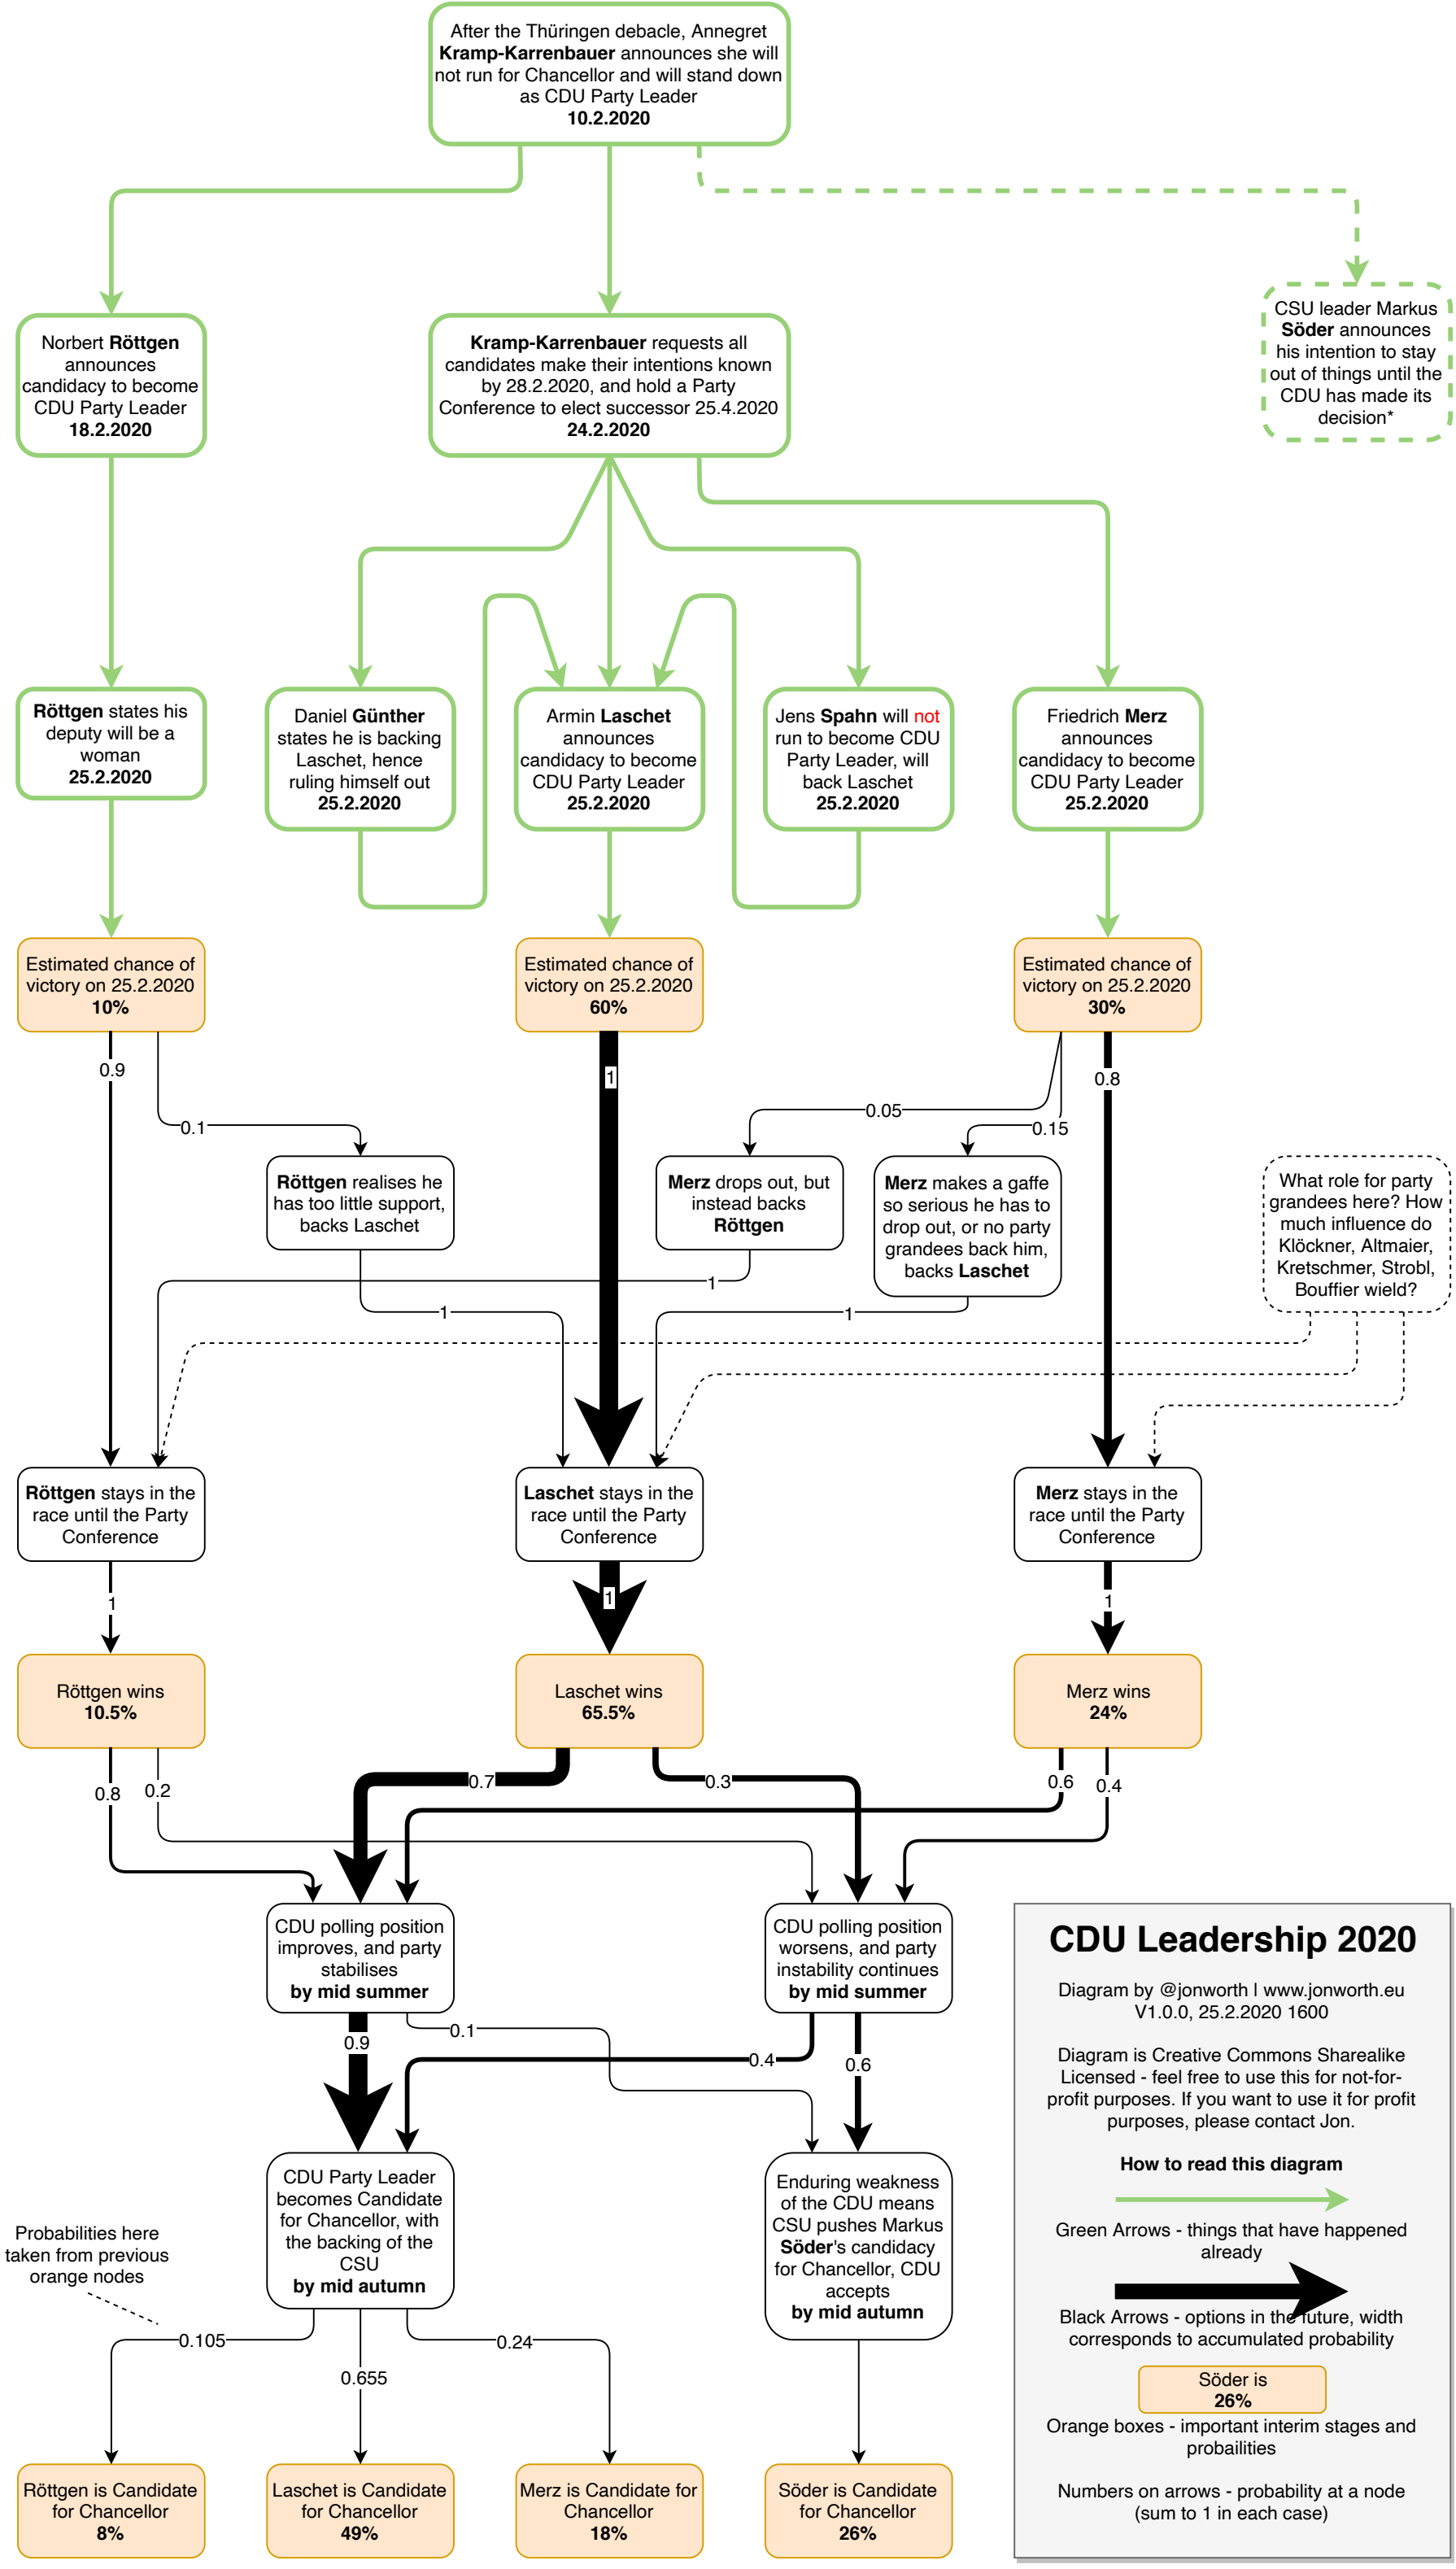 After the Thüringen debacle, Annegret
Kramp-Karrenbauer announces she will
not run for Chancellor and will stand down
as CDU Party Leader
10.2.2020
Norbert Röttgen
announces
candidacy to become
CDU Party Leader
18.2.2020
Kramp-Karrenbauer requests all
candidates make their intentions known
by 28.2.2020, and hold a Party
Conference to elect successor 25.4.2020
24.2.2020
CSU leader Markus
Söder announces
his intention to stay
out of things until the
CDU has made its
decision*
Röttgen states his
deputy will be a
woman
25.2.2020
Daniel Günther
states he is backing
Laschet, hence
ruling himself out
25.2.2020
Armin Laschet
announces
candidacy to become
CDU Party Leader
25.2.2020
Jens Spahn will not
run to become CDU
Party Leader, will
back Laschet
25.2.2020
Friedrich Merz
announces
candidacy to become
CDU Party Leader
25.2.2020
Estimated chance of
victory on 25.2.2020
10%
Estimated chance of
victory on 25.2.2020
60%
Estimated chance of
victory on 25.2.2020
30%
0.9
0.1
1
0.05
0.15
0.8
Röttgen realises he
has too little support,
backs Laschet
Merz drops out, but
instead backs
Röttgen
Merz makes a gaffe
so serious he has to
drop out, or no party
grandees back him,
backs Laschet
What role for party
grandees here? How
much influence do
Klöckner, Altmaier,
Kretschmer, Strobl,
Bouffier wield?
1
1
1
Röttgen stays in the
race until the Party
Conference
Laschet stays in the
race until the Party
Conference
Merz stays in the
race until the Party
Conference
1
1
1
Röttgen wins
10.5%
Laschet wins
65.5%
Merz wins
24%
0.8
0.2
0.7
0.3
0.6
0.4
CDU polling position
improves, and party
stabilises
by mid summer
CDU polling position
worsens, and party
instability continues
by mid summer
0.9
0.1
0.4
0.6
CDU Party Leader
becomes Candidate
for Chancellor, with
the backing of the
CSU
by mid autumn
Enduring weakness
of the CDU means
CSU pushes Markus
Söder's candidacy
for Chancellor, CDU
accepts
by mid autumn
Probabilities here
taken from previous
orange nodes
0.105
0.655
0.24
Röttgen is Candidate
for Chancellor
8%
Laschet is Candidate
for Chancellor
49%
Merz is Candidate for
Chancellor
18%
Söder is Candidate
for Chancellor
26%
CDU Leadership 2020
Diagram by @jonworth | www.jonworth.eu
V1.0.0, 25.2.2020 1600
Diagram is Creative Commons Sharealike
Licensed - feel free to use this for not-for-
profit purposes. If you want to use it for profit
purposes, please contact Jon.
How to read this diagram
Green Arrows - things that have happened
already
Black Arrows - options in the future, width
corresponds to accumulated probability
Söder is
26%
Orange boxes - important interim stages and
probailities
Numbers on arrows - probability at a node
(sum to 1 in each case)